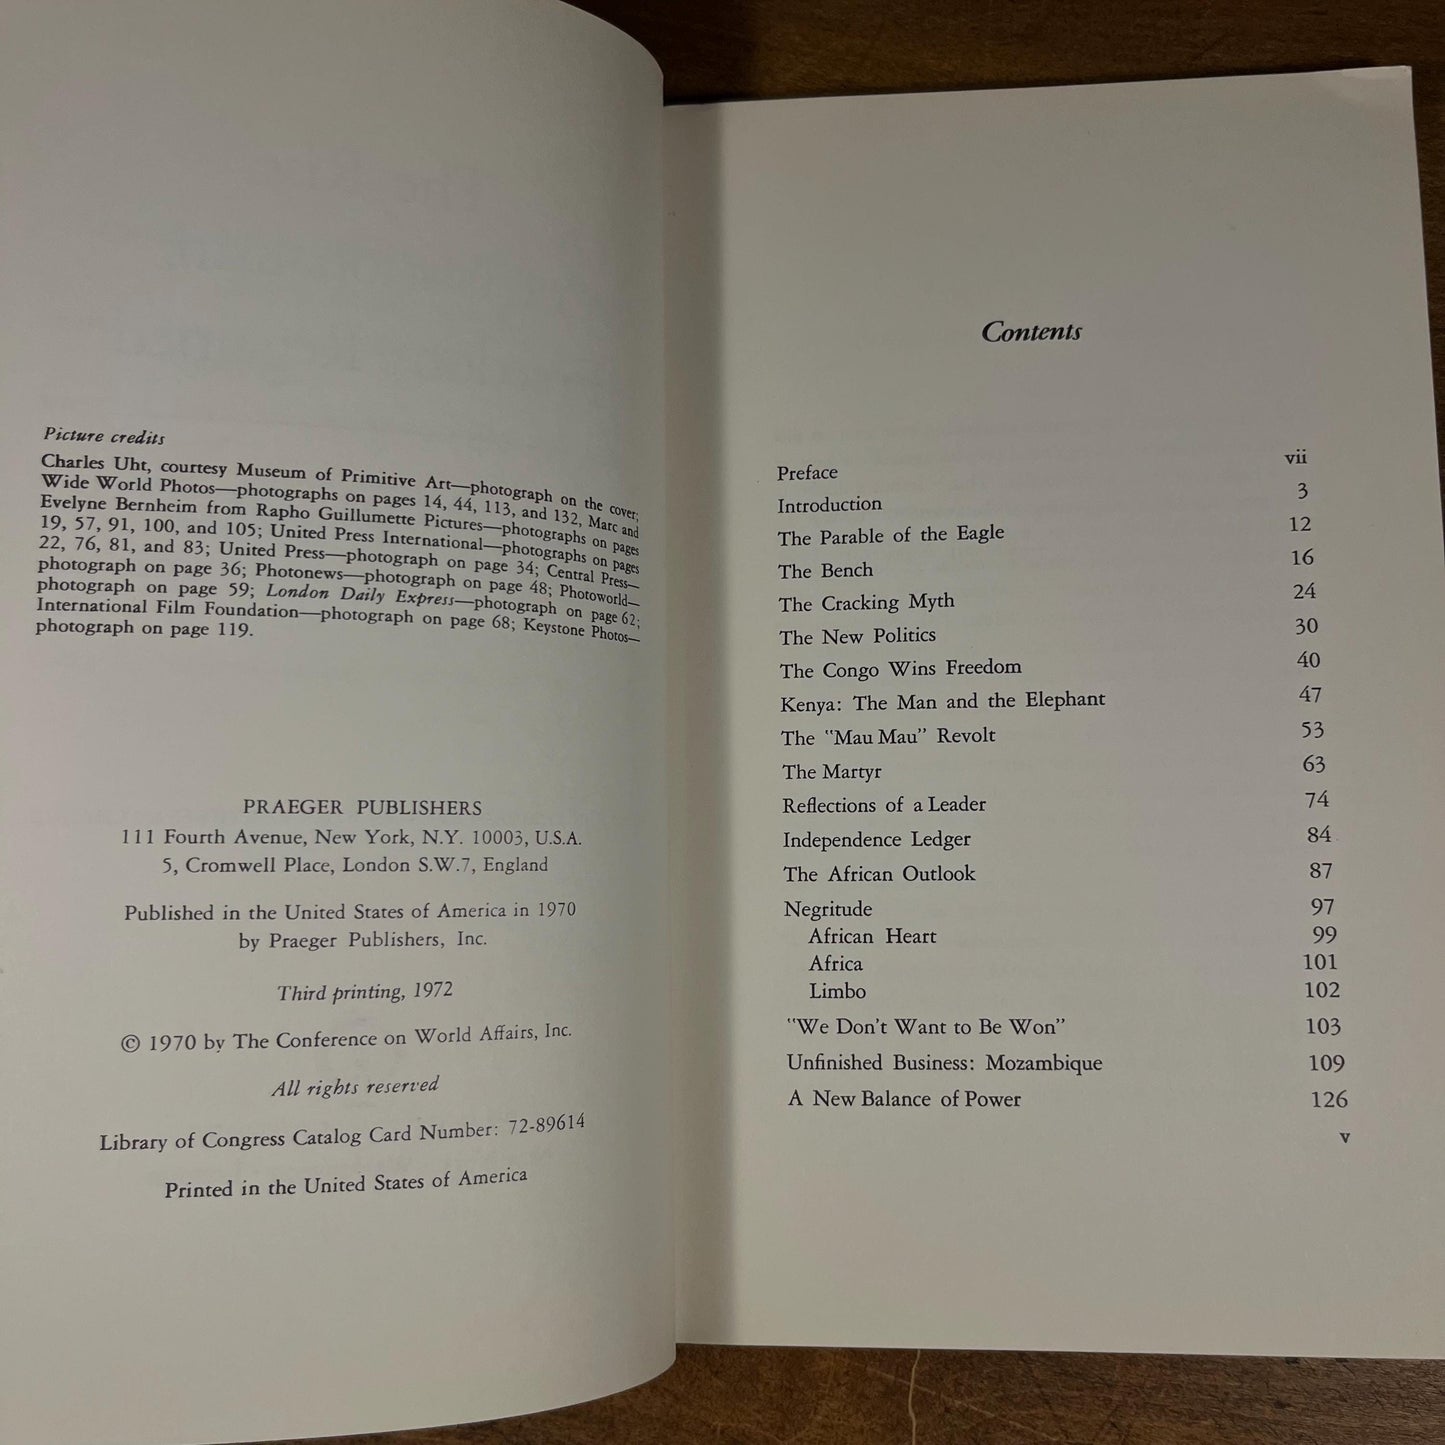 Picture credits
Charles Uht, courtesy Museum of Primitive Art—photograph on the cover;
Wide World Photos—photographs on pages 14, 44, 113, and 132, Marc and
Evelyne Bernheim from Rapho Guillumette Pictures—photographs on pages
19, 57, 91, 100, and 105; United Press International—photographs on pages
22, 76, 81, and 83; United Press—photograph on page 34; Central Press—
photograph on page 36; Photonews—photograph on page 48; Photoworld—
photograph on page 59; London Daily Express—photograph on page 62;
International Film Foundation—photograph on page 68; Keystone Photos—
photograph on page 119.
PRAEGER PUBLISHERS
111 Fourth Avenue, New York, N.Y. 10003, U.S.A.
5, Cromwell Place, London S.W.7, England
Published in the United States of America in 1970
by Praeger Publishers, Inc.
Third printing, 1972
© 1970 by The Conference on World Affairs, Inc.
All rights reserved
Library of Congress Catalog Card Number: 72-89614
Printed in the United States of America
Contents
Preface vii
Introduction 3
The Parable of the Eagle 12
The Bench 16
The Cracking Myth 24
The New Politics 30
The Congo Wins Freedom 40
Kenya: The Man and the Elephant 47
The "Mau Mau" Revolt 53
The Martyr 63
Reflections of a Leader 74
Independence Ledger 84
The African Outlook 87
Negritude 97
African Heart 99
Africa 101
Limbo 102
"We Don't Want to Be Won" 103
Unfinished Business: Mozambique 109
A New Balance of Power 126
v